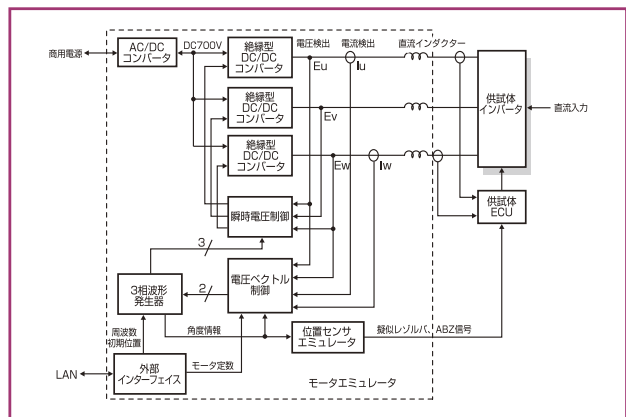 商用電源
AC/DC
コンバータ
DC700V
絶縁型
DC/DC
コンバータ
電圧検出
電流検出
直流インダクター
Eu
Iu
絶縁型
DC/DC
コンバータ
Ev
供試体
インバータ
直流入力
絶縁型
DC/DC
コンバータ
Ew
Iw
瞬時電圧制御
供試体
ECU
3
3相波形
発生器
2
電圧ベクトル
制御
周波数
初期位置
角度情報
位置センサ
エミュレータ
擬似レゾルバ、ABZ信号
LAN
外部
インターフェイス
モータ定数
モータエミュレータ